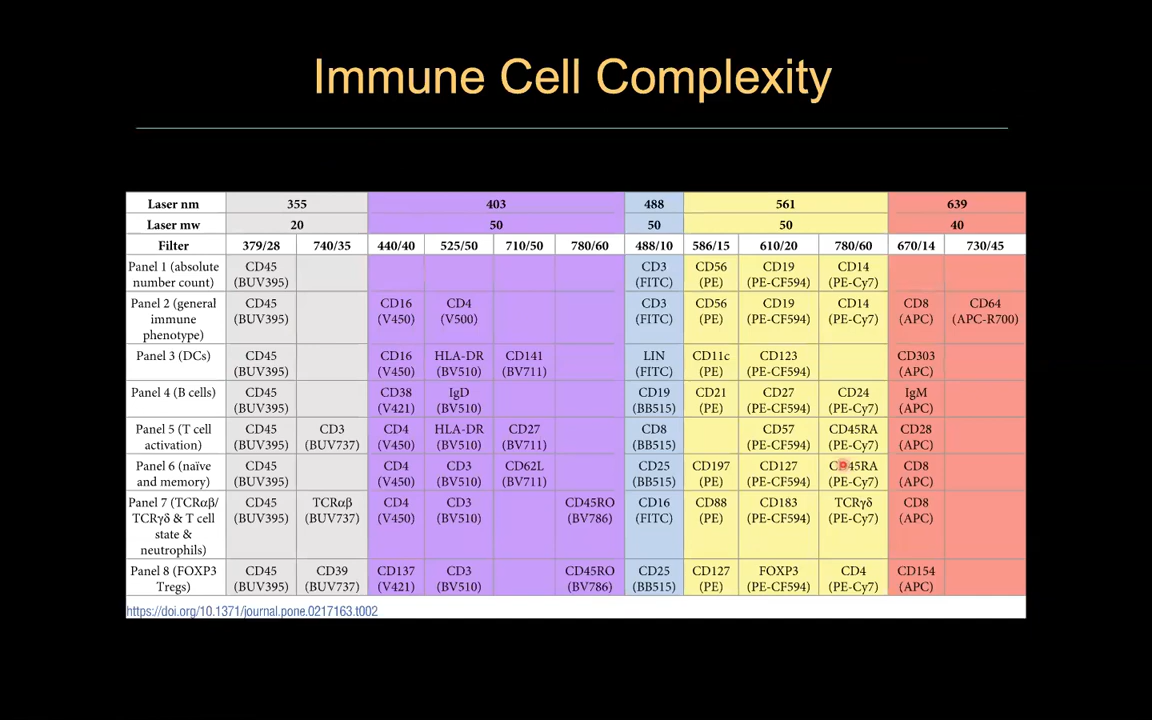 Immune Cell Complexity
Laser nm 355 403 488 561 639
Laser mw 20 50 50 50 40
Filter 379/28 740/35 440/40 525/50 710/50 780/60 488/10 586/15 610/20 780/60 670/14 730/45
Panel 1 (absolute CD45 CD3 CD56 CD19 CD14
number count) (BUV395) (FITC) (PE) (PE-CF594) (PE-Cy7)
Panel 2 (general CD45 CD16 CD4 CD3 CD56 CD19 CD14 CD8 CD64
immune (BUV395) (V450) (V500) (FITC) (PE) (PE-CF594) (PE-Cy7) (APC) (APC-R700)
phenotype)
Panel 3 (DCs) CD45 CD16 HLA-DR CD141 LIN CD11c CD123 CD303
(BUV395) (V450) (BV510) (BV711) (FITC) (PE) (PE-CF594) (APC)
Panel 4 (B cells) CD45 CD38 IgD CD19 CD21 CD27 CD24 IgM
(BUV395) (V421) (BV510) (BB515) (PE) (PE-CF594) (PE-Cy7) (APC)
Panel 5 (T cell CD45 CD3 CD4 HLA-DR CD27 CD8 CD57 CD45RA CD28
activation) (BUV395) (BUV737) (V450) (BV510) (BV711) (BB515) (PE-CF594) (PE-Cy7) (APC)
Panel 6 (naïve CD45 CD4 CD3 CD62L CD25 CD197 CD127 CD45RA CD8
and memory) (BUV395) (V450) (BV510) (BV711) (BB515) (PE) (PE-CF594) (PE-Cy7) (APC)
Panel 7 (TCRαβ/ CD45 TCRαβ CD4 CD3 CD45RO CD16 CD88 CD183 TCRγδ CD8
TCRγδ & T cell (BUV395) (BUV737) (V450) (BV510) (BV786) (FITC) (PE) (PE-CF594) (PE-Cy7) (APC)
state &
neutrophils)
Panel 8 (FOXP3 CD45 CD39 CD137 CD3 CD45RO CD25 CD127 FOXP3 CD4 CD154
Tregs) (BUV395) (BUV737) (V421) (BV510) (BV786) (BB515) (PE) (PE-CF594) (PE-Cy7) (APC)
https://doi.org/10.1371/journal.pone.0217163.t002